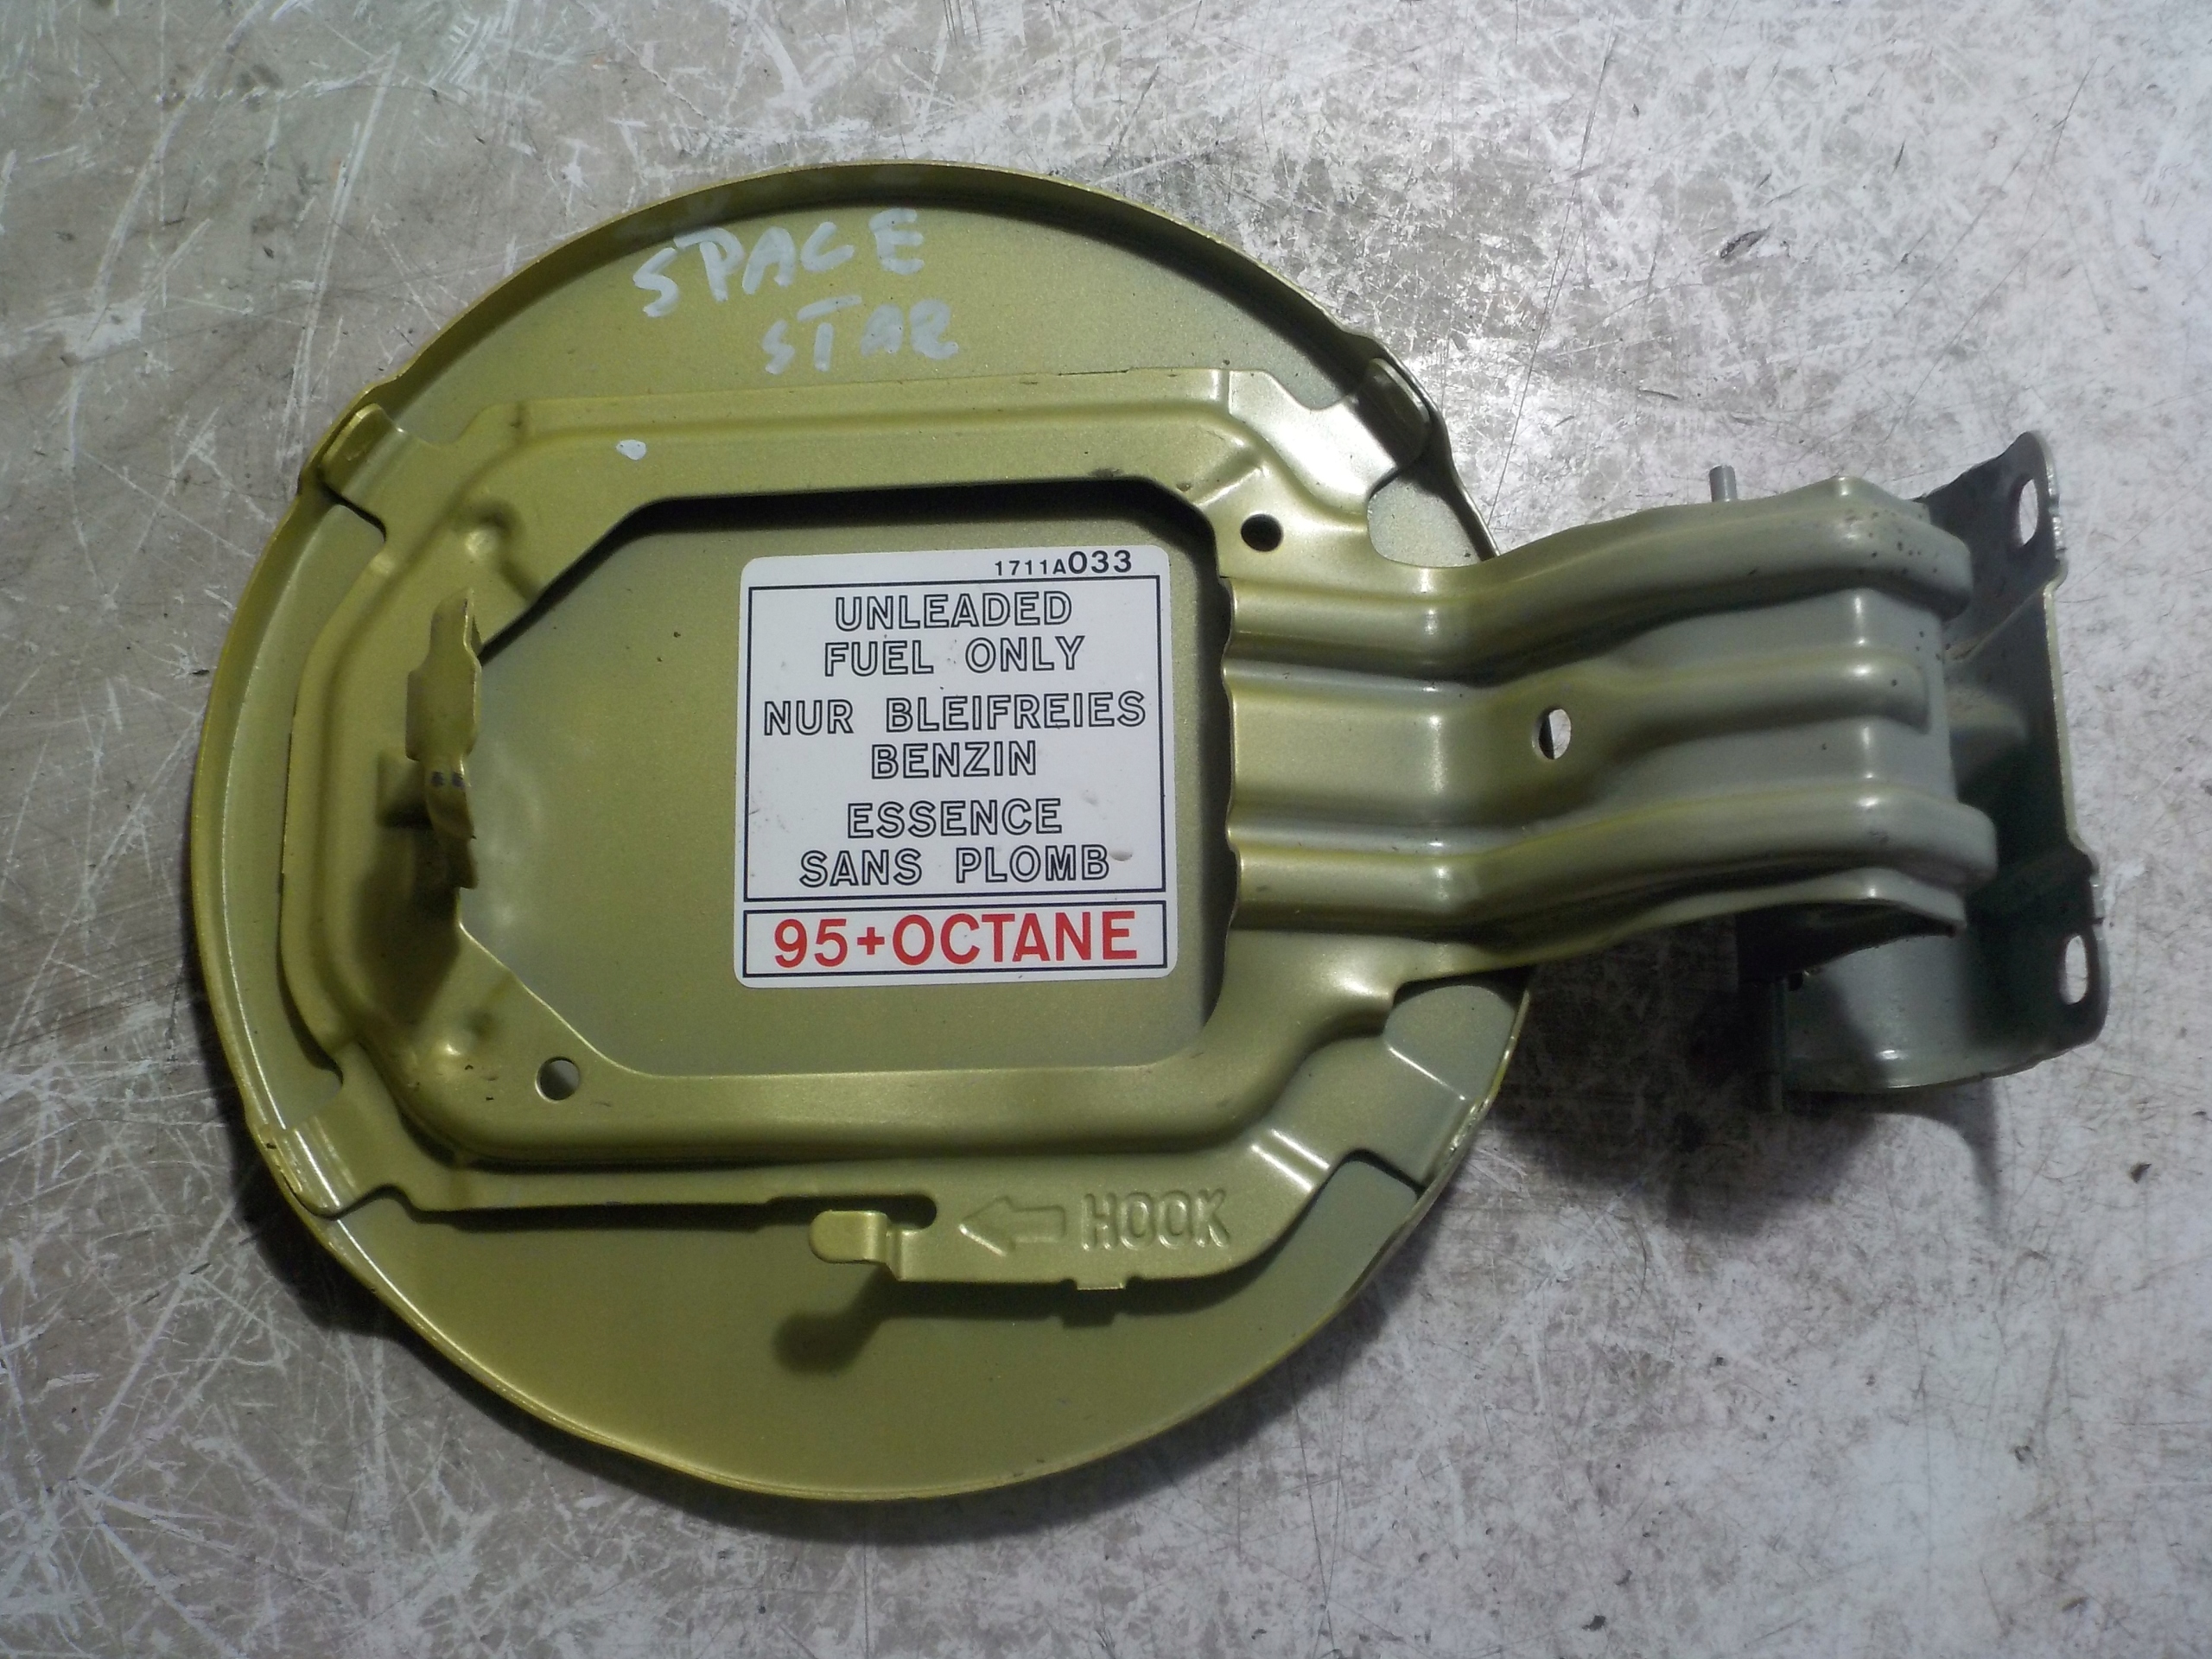 SPACE
STAR
1711A033
UNLEADED
FUEL ONLY
NUR BLEIFREIES
BENZIN
ESSENCE
SANS PLOMB
95+OCTANE
HOOK